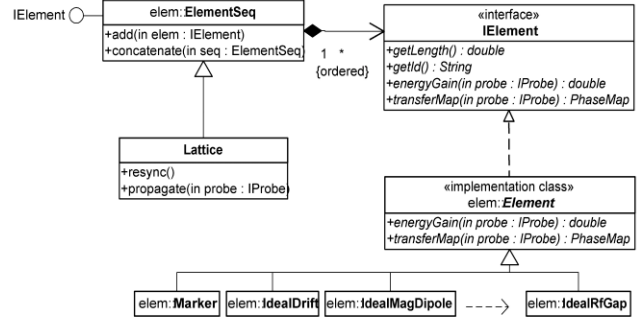 IElement
elem::ElementSeq
+add(in elem : IElement)
+concatenate(in seq : ElementSeq)
1 *
{ordered}
«interface»
IElement
+getLength() : double
+getId() : String
+energyGain(in probe : IProbe) : double
+transferMap(in probe : IProbe) : PhaseMap
Lattice
+resync()
+propagate(in probe : IProbe)
«implementation class»
elem::Element
+energyGain(in probe : IProbe) : double
+transferMap(in probe : IProbe) : PhaseMap
elem::Marker
elem::IdealDrift
elem::IdealMagDipole
elem::IdealRfGap